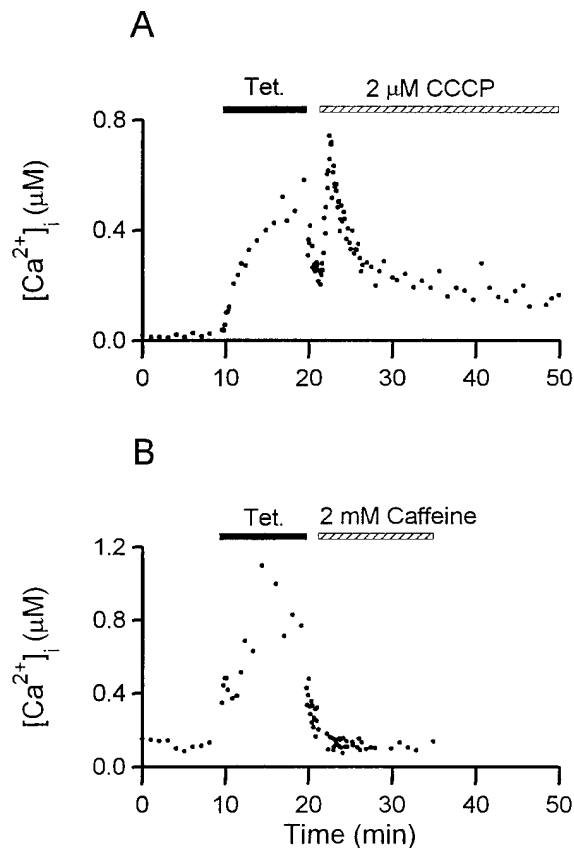 A
Tet. 2 μM CCCP
[Ca²⁺]ᵢ (μM)
0.8
0.4
0.0
0 10 20 30 40 50
B
Tet. 2 mM Caffeine
[Ca²⁺]ᵢ (μM)
1.2
0.8
0.4
0.0
0 10 20 30 40 50
Time (min)